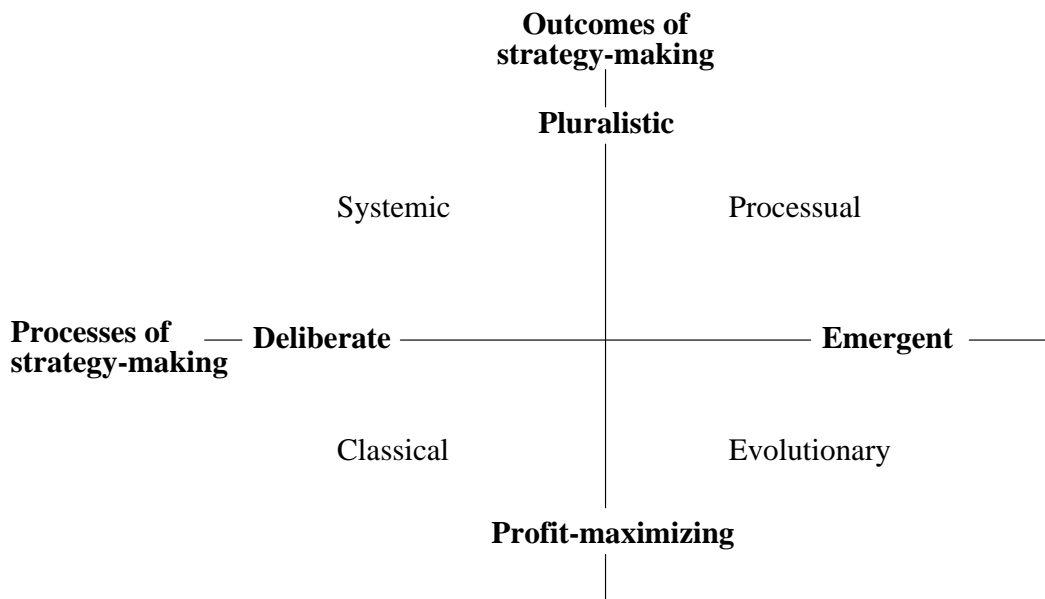 Outcomes of
strategy-making
Pluralistic
Systemic
Processual
Processes of
strategy-making
Deliberate
Emergent
Classical
Evolutionary
Profit-maximizing